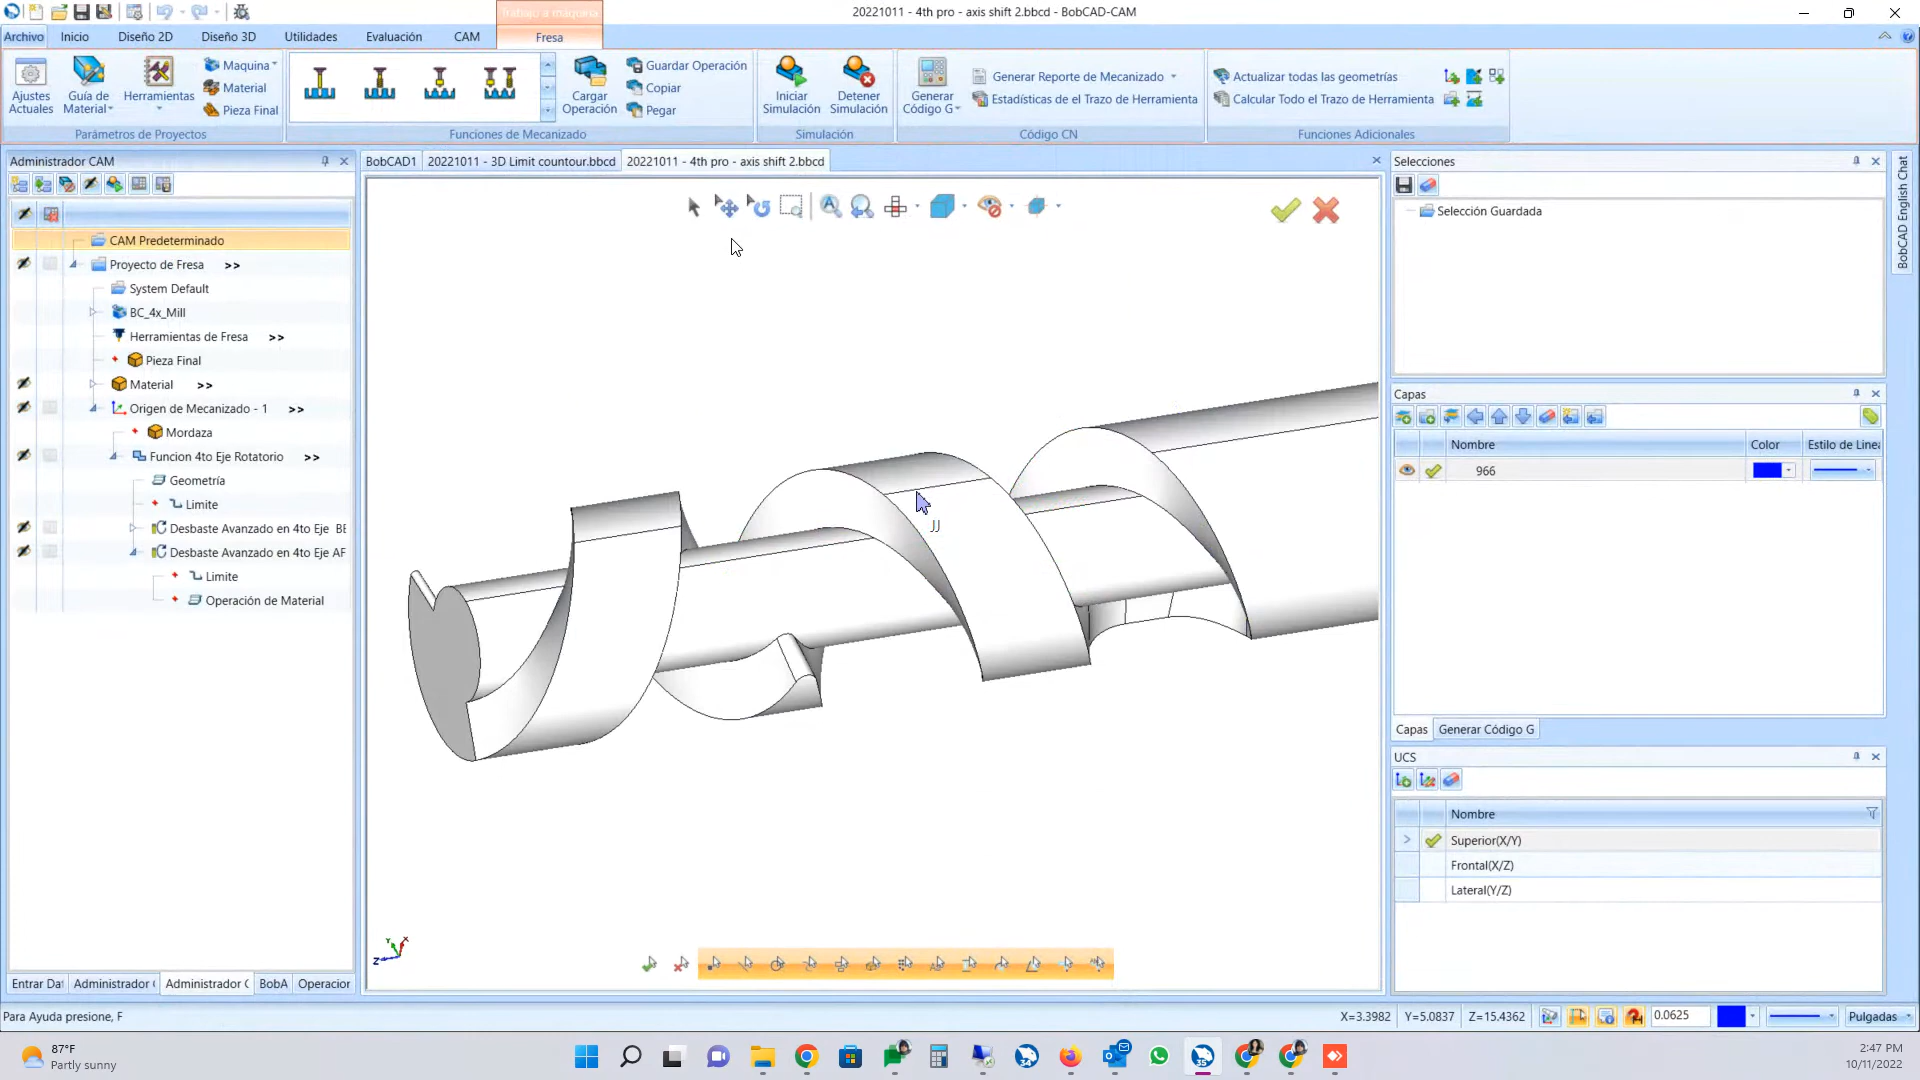 20221011 - 4th pro - axis shift 2.bbcd - BobCAD-CAM
Trabajo a máquina
Archivo
Inicio
Diseño 2D
Diseño 3D
Utilidades
Evaluación
CAM
Fresa
Ajustes Actuales
Guía de Material
Herramientas
Maquina
Material
Pieza Final
Cargar Operación
Guardar Operación
Copiar
Pegar
Iniciar Simulación
Detener Simulación
Generar Código G
Generar Reporte de Mecanizado
Estadísticas de el Trazo de Herramienta
Actualizar todas las geometrías
Calcular Todo el Trazo de Herramienta
Parámetros de Proyectos
Funciones de Mecanizado
Simulación
Código CN
Funciones Adicionales
Administrador CAM
BobCAD1
20221011 - 3D Limit countour.bbcd
20221011 - 4th pro - axis shift 2.bbcd
CAM Predeterminado
Proyecto de Fresa >>
System Default
BC_4x_Mill
Herramientas de Fresa >>
Pieza Final
Material >>
Origen de Mecanizado - 1 >>
Mordaza
Funcion 4to Eje Rotatorio >>
Geometría
Limite
Desbaste Avanzado en 4to Eje BE
Desbaste Avanzado en 4to Eje AF
Limite
Operación de Material
Selecciones
Selección Guardada
BobCAD English Chat
Capas
Nombre
Color
Estilo de Linea
966
Capas
Generar Código G
UCS
Nombre
Superior(X/Y)
Frontal(X/Z)
Lateral(Y/Z)
Y
X
Z
Entrar Dat
Administrador (
Administrador C
BobA
Operacior
Para Ayuda presione, F
X=3.3982
Y=5.0837
Z=15.4362
0.0625
Pulgadas
87°F
Partly sunny
2:47 PM
10/11/2022